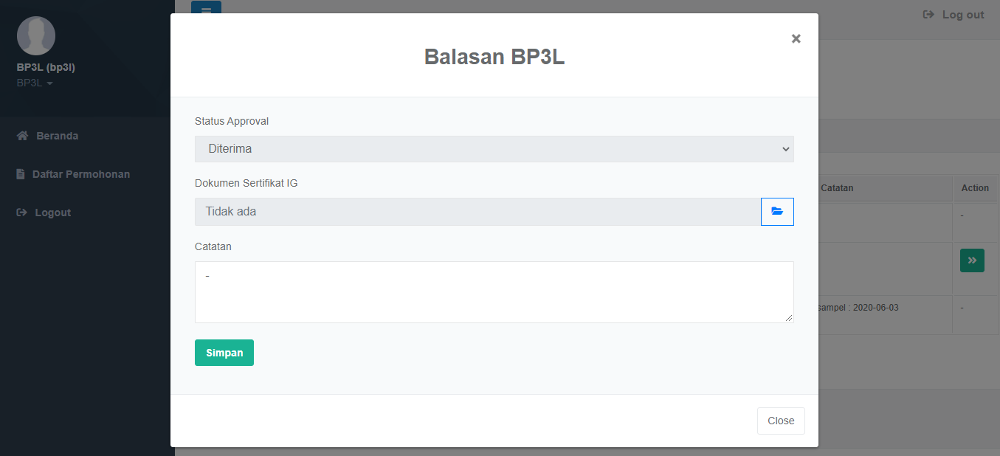 Log out
BP3L (bp3l)
BP3L
Beranda
Daftar Permohonan
Logout
Balasan BP3L
×
Status Approval
Diterima
Dokumen Sertifikat IG
Tidak ada
Catatan
-
Simpan
Close
Catatan Action
-
sampel : 2020-06-03 -